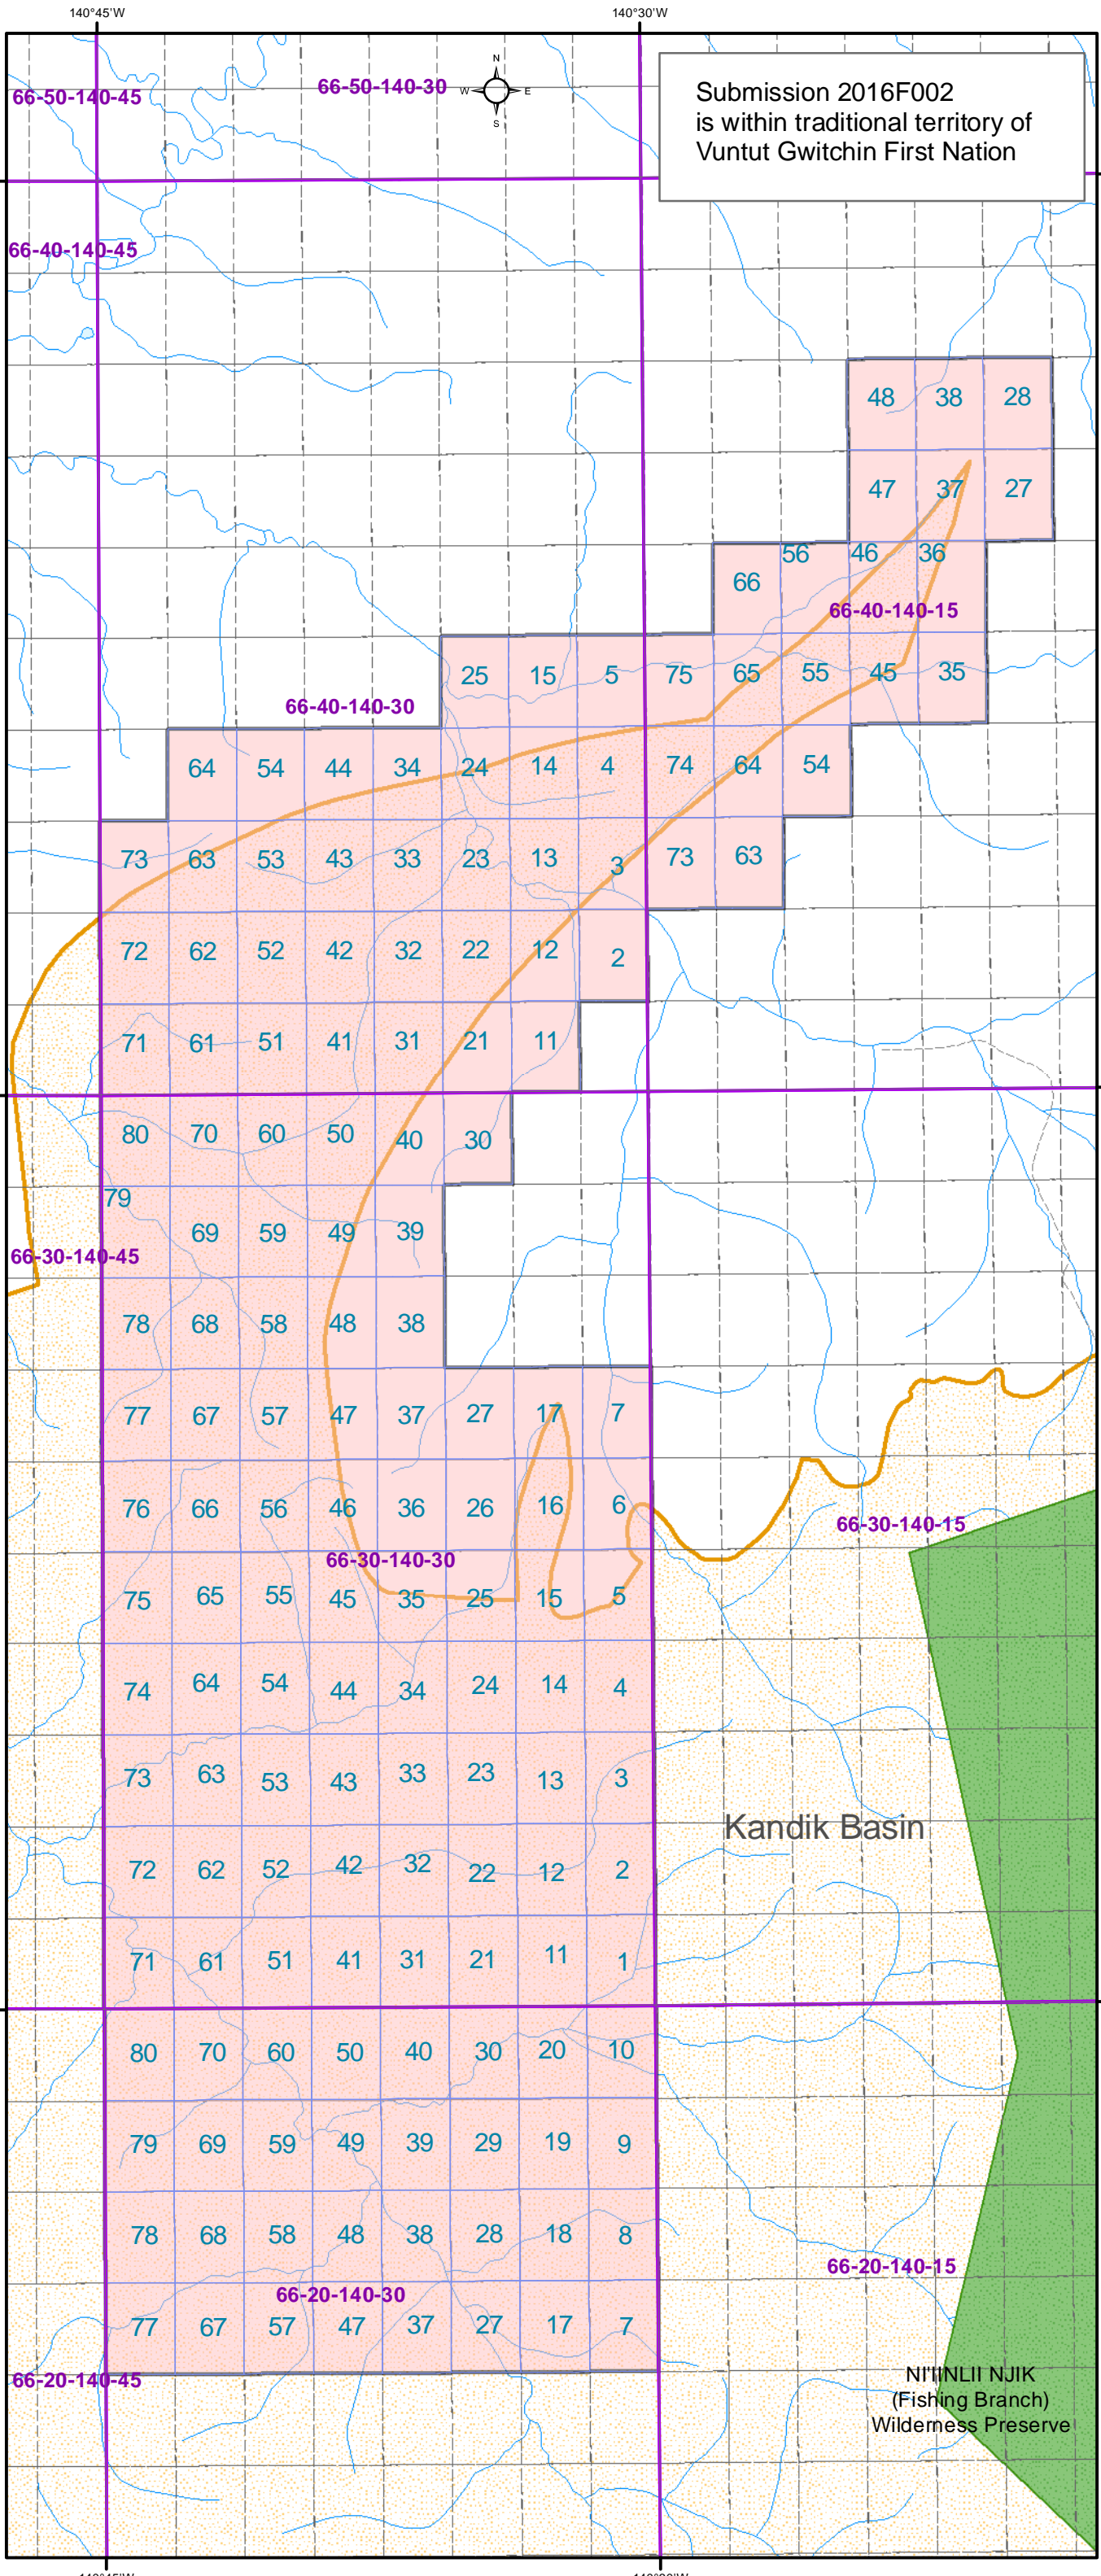 140°45'W 140°30'W
66-50-140-45 66-50-140-30
N
W E
S
Submission 2016F002
is within traditional territory of
Vuntut Gwitchin First Nation
66-40-140-45
48 38 28
47 37 27
56 46 36
66
66-40-140-15
25 15 5 75 65 55 45 35
66-40-140-30
64 54 44 34 24 14 4 74 64 54
73 63 53 43 33 23 13 3 73 63
72 62 52 42 32 22 12 2
71 61 51 41 31 21 11
80 70 60 50 40 30
79
69 59 49 39
66-30-140-45
78 68 58 48 38
77 67 57 47 37 27 17 7
76 66 56 46 36 26 16 6
66-30-140-15
66-30-140-30
75 65 55 45 35 25 15 5
74 64 54 44 34 24 14 4
73 63 53 43 33 23 13 3
Kandik Basin
72 62 52 42 32 22 12 2
71 61 51 41 31 21 11 1
80 70 60 50 40 30 20 10
79 69 59 49 39 29 19 9
78 68 58 48 38 28 18 8
66-20-140-15
66-20-140-30
77 67 57 47 37 27 17 7
66-20-140-45
NI'IINLII NJIK
(Fishing Branch)
Wilderness Preserve